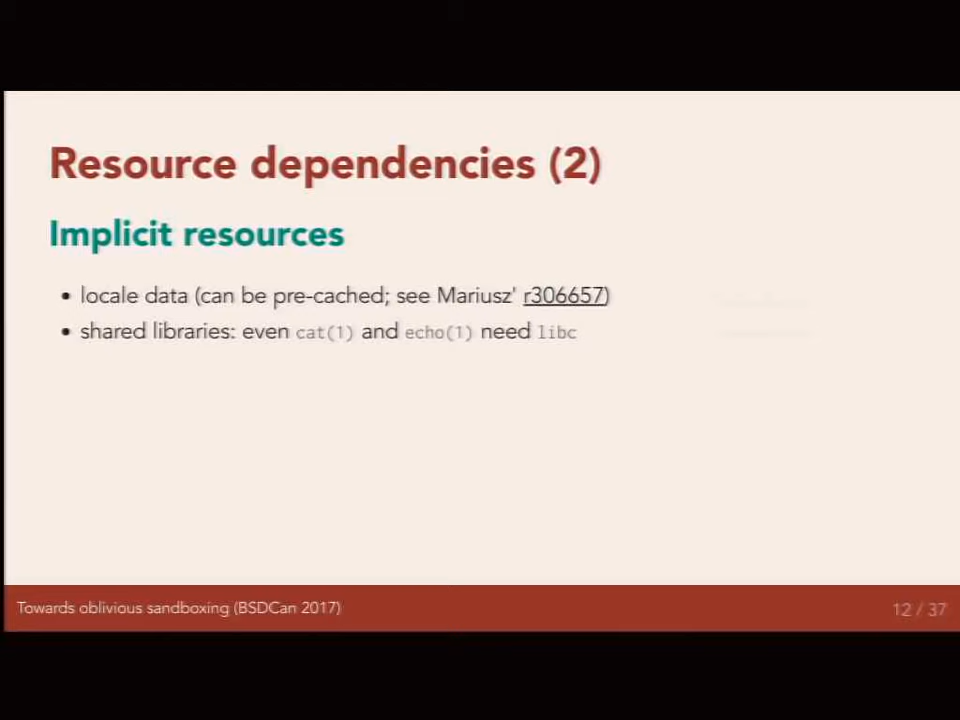 Resource dependencies (2)
Implicit resources
• locale data (can be pre-cached; see Mariusz' r306657)
• shared libraries: even cat(1) and echo(1) need libc
Towards oblivious sandboxing (BSDCan 2017)
12 / 37